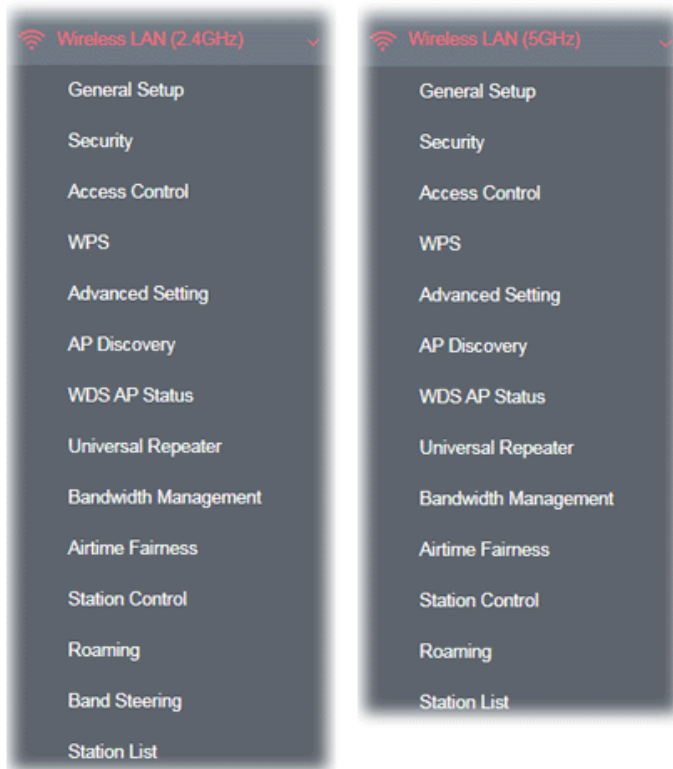 Wireless LAN (2.4GHz)
General Setup
Security
Access Control
WPS
Advanced Setting
AP Discovery
WDS AP Status
Universal Repeater
Bandwidth Management
Airtime Fairness
Station Control
Roaming
Band Steering
Station List
Wireless LAN (5GHz)
General Setup
Security
Access Control
WPS
Advanced Setting
AP Discovery
WDS AP Status
Universal Repeater
Bandwidth Management
Airtime Fairness
Station Control
Roaming
Station List